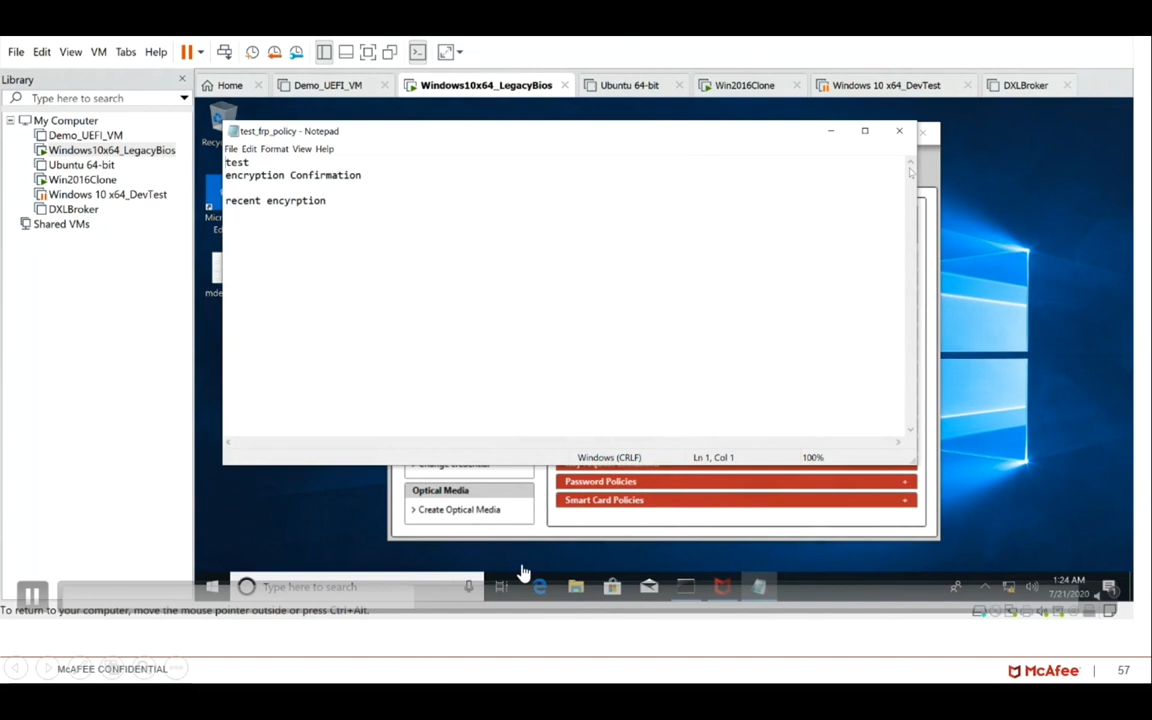 File Edit View VM Tabs Help
Library
Type here to search
Home
Demo_UEFI_VM
Windows10x64_LegacyBios
Ubuntu 64-bit
Win2016Clone
Windows 10 x64_DevTest
DXLBroker
My Computer
Demo_UEFI_VM
Windows10x64_LegacyBios
Ubuntu 64-bit
Win2016Clone
Windows 10 x64_DevTest
DXLBroker
Shared VMs
test_frp_policy - Notepad
File Edit Format View Help
test
encryption Confirmation
recent encyrption
Windows (CRLF)
Ln 1, Col 1
100%
Optical Media
> Create Optical Media
Password Policies +
Smart Card Policies +
Type here to search
1:24 AM
7/21/2020
To return to your computer, move the mouse pointer outside or press Ctrl+Alt.
McAFEE CONFIDENTIAL
McAfee | 57